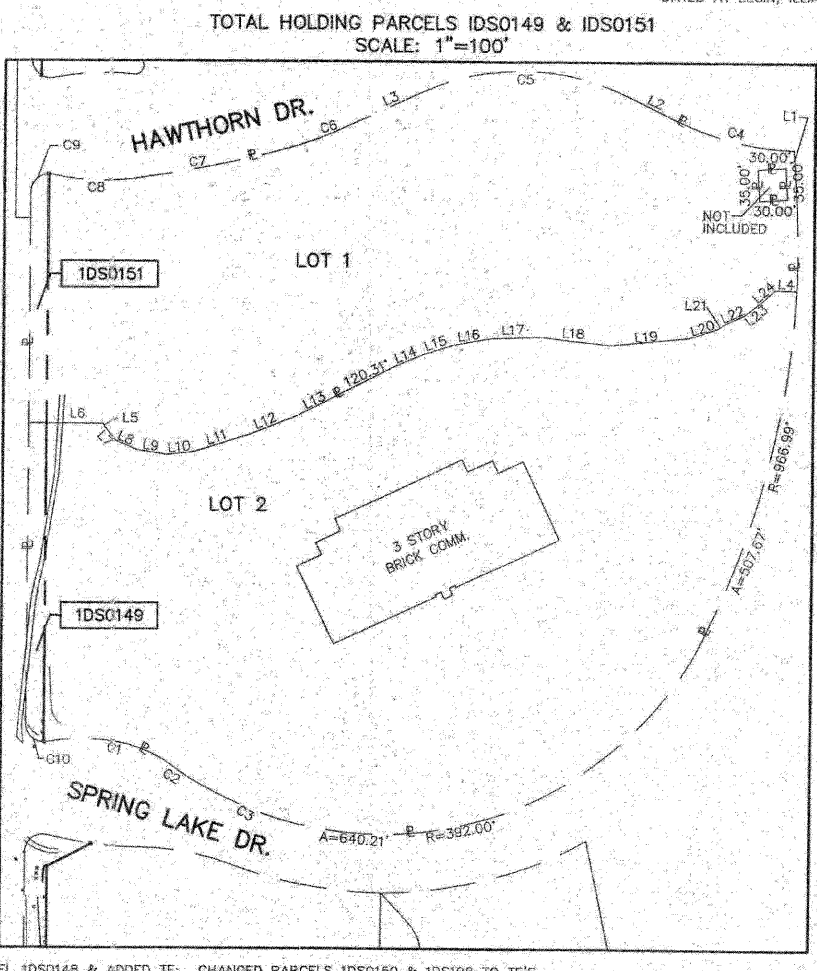 TOTAL HOLDING PARCELS IDS0149 & IDS0151
SCALE: 1"=100'
HAWTHORN DR.
C5
L3
L2
C6
C4
L1
C9
C7
C8
30.00'
35.00'
35.00'
30.00'
NOT
INCLUDED
LOT 1
1DS0151
L4
L24
L23
L22
L21
L20
L19
L18
L17
L16
L15
L14
120.31'
L13
L12
L11
L10
L9
L8
L6
L5
R=966.99'
LOT 2
3 STORY
BRICK COMM.
A=507.67'
1DS0149
C10
C1
C2
C3
SPRING LAKE DR.
A=640.21'
R=392.00'
1DS0148 & ADDED TE: CHANGED PARCELS 1DS0150 &